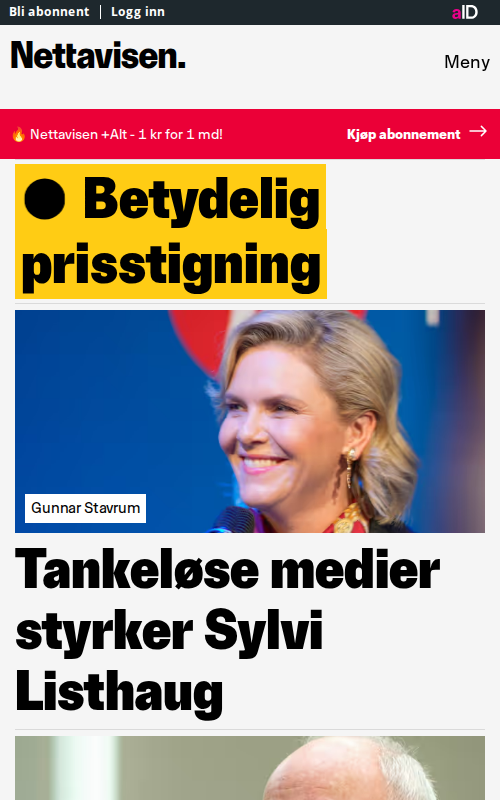 Bli abonnent | Logg inn
aID
Nettavisen.
Meny
🔥 Nettavisen +Alt - 1 kr for 1 md!
Kjøp abonnement →
● Betydelig
prisstigning
Gunnar Stavrum
Tankeløse medier
styrker Sylvi
Listhaug